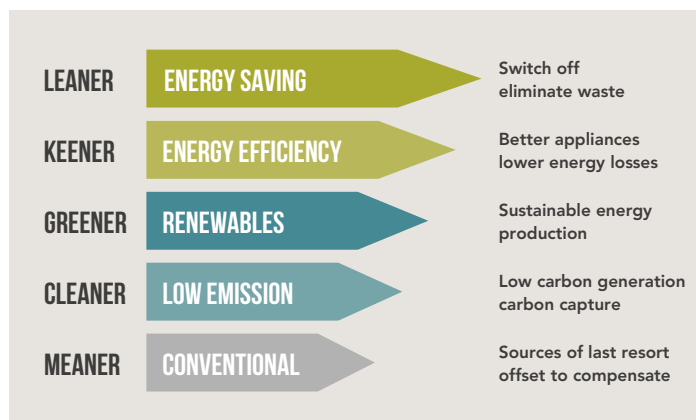 LEANER
ENERGY SAVING
Switch off
eliminate waste
KEENER
ENERGY EFFICIENCY
Better appliances
lower energy losses
GREENER
RENEWABLES
Sustainable energy
production
CLEANER
LOW EMISSION
Low carbon generation
carbon capture
MEANER
CONVENTIONAL
Sources of last resort
offset to compensate